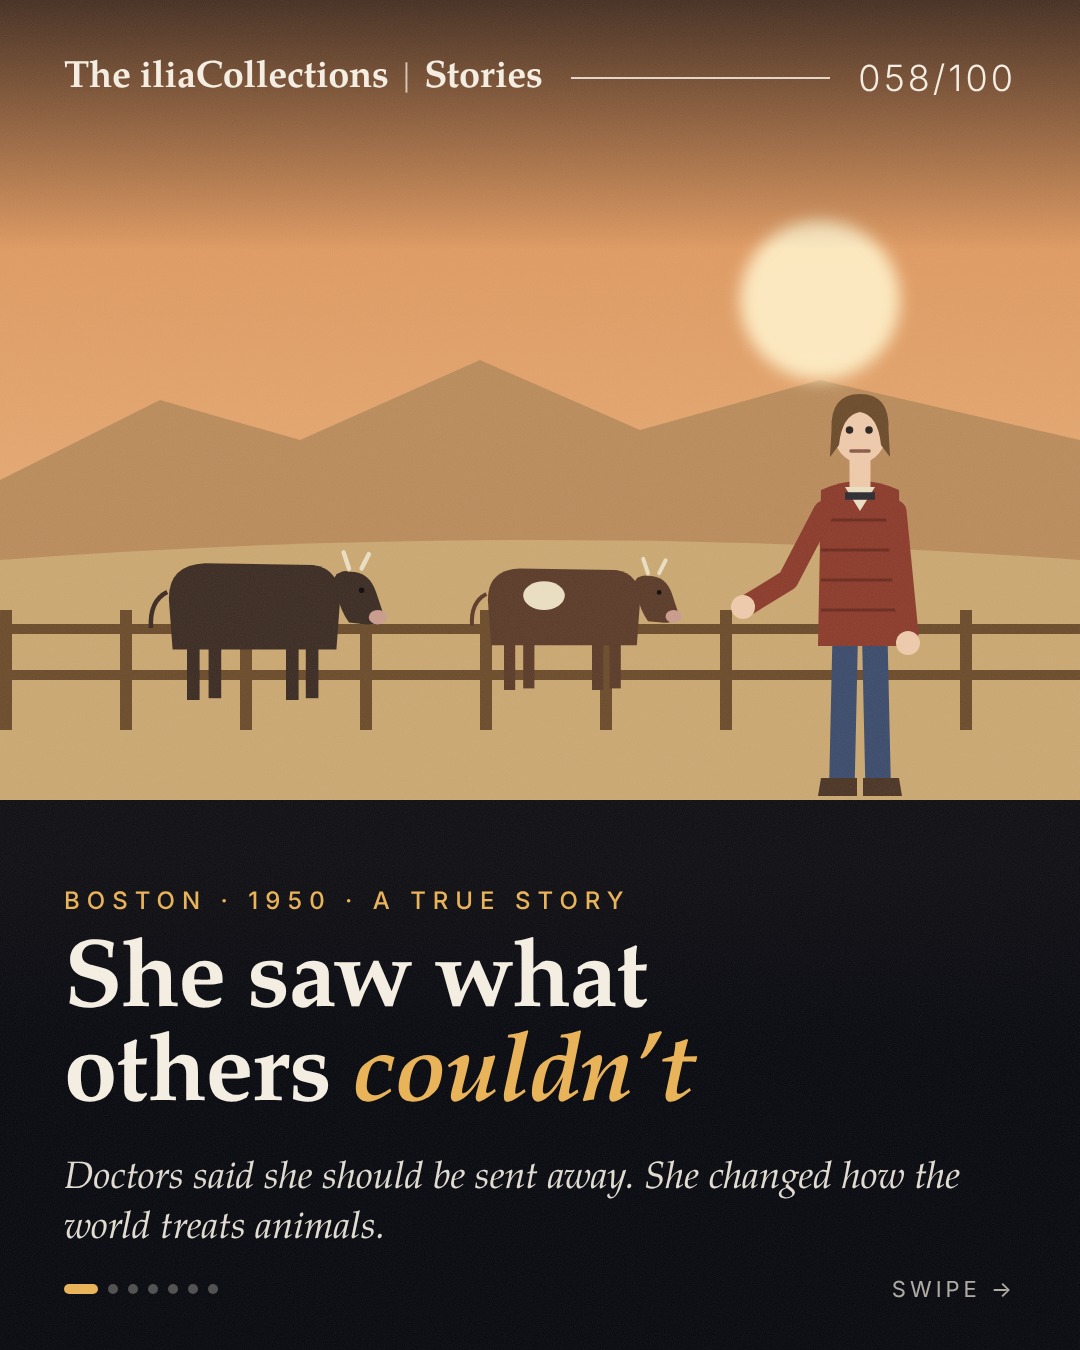 The iliaCollections | Stories 058/100
BOSTON · 1950 · A TRUE STORY
She saw what
others couldn’t
Doctors said she should be sent away. She changed how the
world treats animals.
SWIPE →